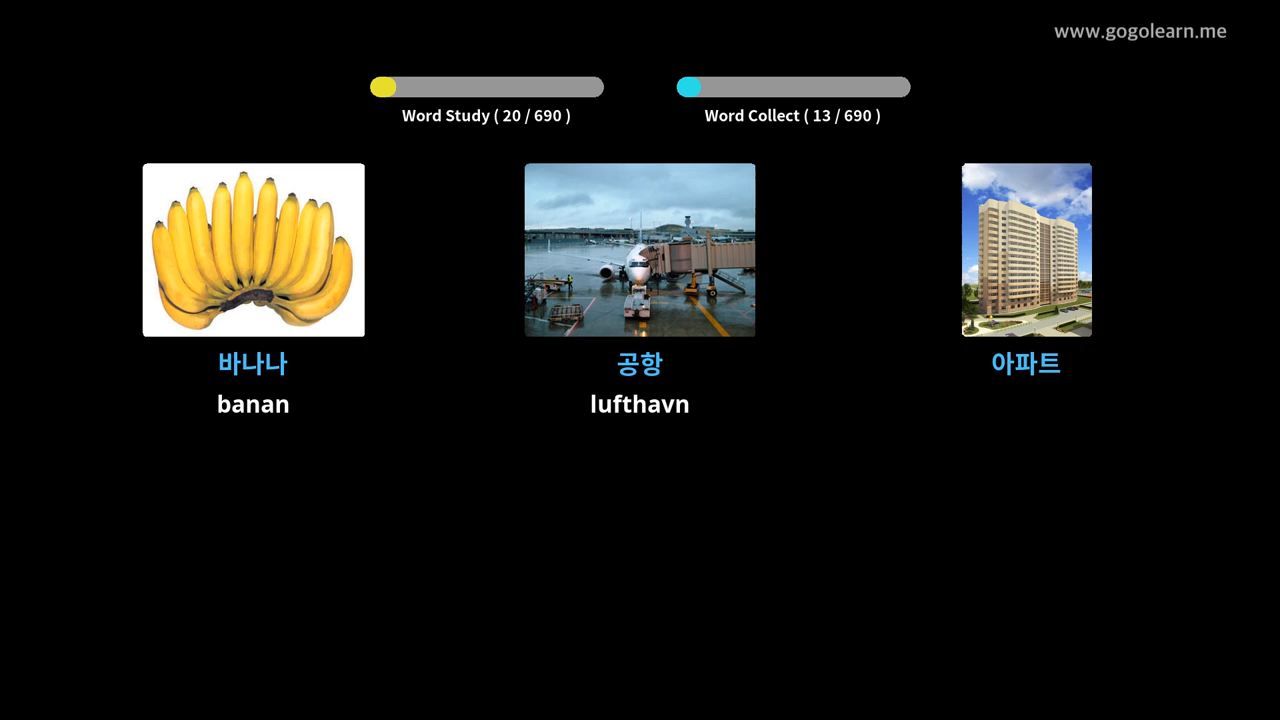 www.gogolearn.me
Word Study ( 20 / 690 )
Word Collect ( 13 / 690 )
바나나
공항
아파트
banan
lufthavn